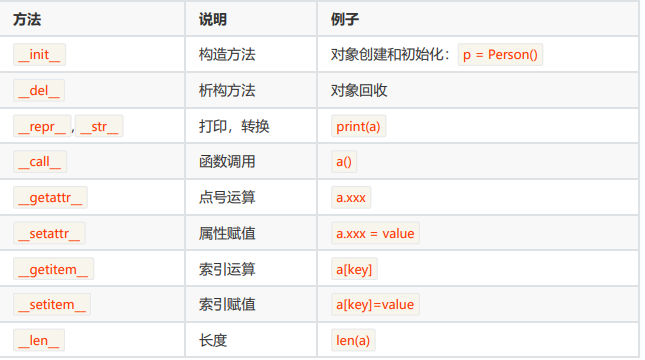 方法 说明 例子
__init__ 构造方法 对象创建和初始化：p = Person()
__del__ 析构方法 对象回收
__repr__,__str__ 打印，转换 print(a)
__call__ 函数调用 a()
__getattr__ 点号运算 a.xxx
__setattr__ 属性赋值 a.xxx = value
__getitem__ 索引运算 a[key]
__setitem__ 索引赋值 a[key]=value
__len__ 长度 len(a)